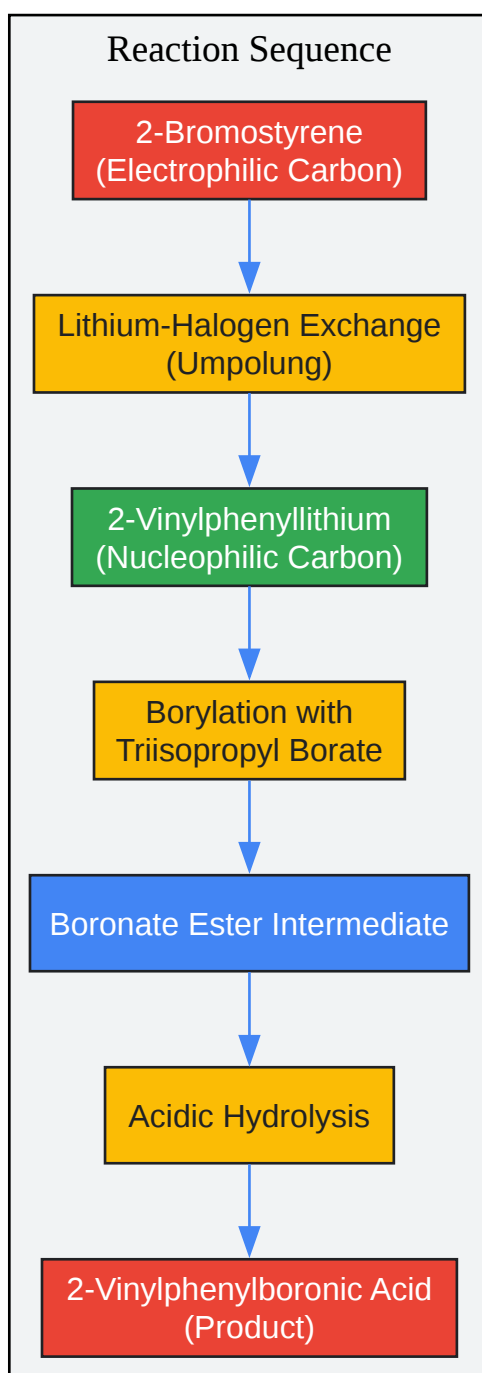 Reaction Sequence
2-Bromostyrene
(Electrophilic Carbon)
Lithium-Halogen Exchange
(Umpolung)
2-Vinylphenyllithium
(Nucleophilic Carbon)
Borylation with
Triisopropyl Borate
Boronate Ester Intermediate
Acidic Hydrolysis
2-Vinylphenylboronic Acid
(Product)